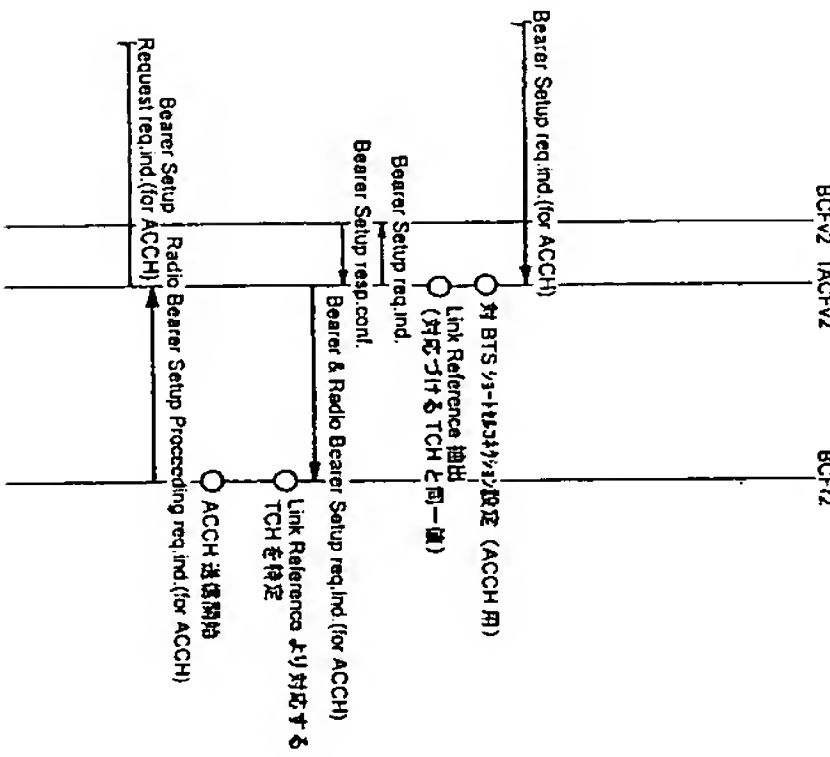 BCFv2 TACFv2 BCFv2
Bearer Setup req.ind.(for ACCH)
対 BTS ショートセルコネクション設定 (ACCH 用)
Link Reference 抽出
(対応づける TCH と同一値)
Bearer Setup req.ind.
Bearer Setup resp.conf.
Bearer & Radio Bearer Setup req.ind.(for ACCH)
Link Reference より対応する
TCH を特定
ACCH 送信開始
Radio Bearer Setup Proceeding req.ind.(for ACCH)
Bearer Setup
Request req.ind.(for ACCH)